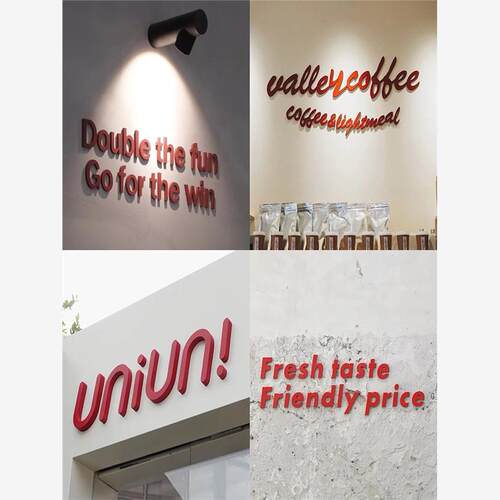 Double the fun
Go for the win
valleycoffee
coffee&lightmeal
uniun!
Fresh taste
Friendly price